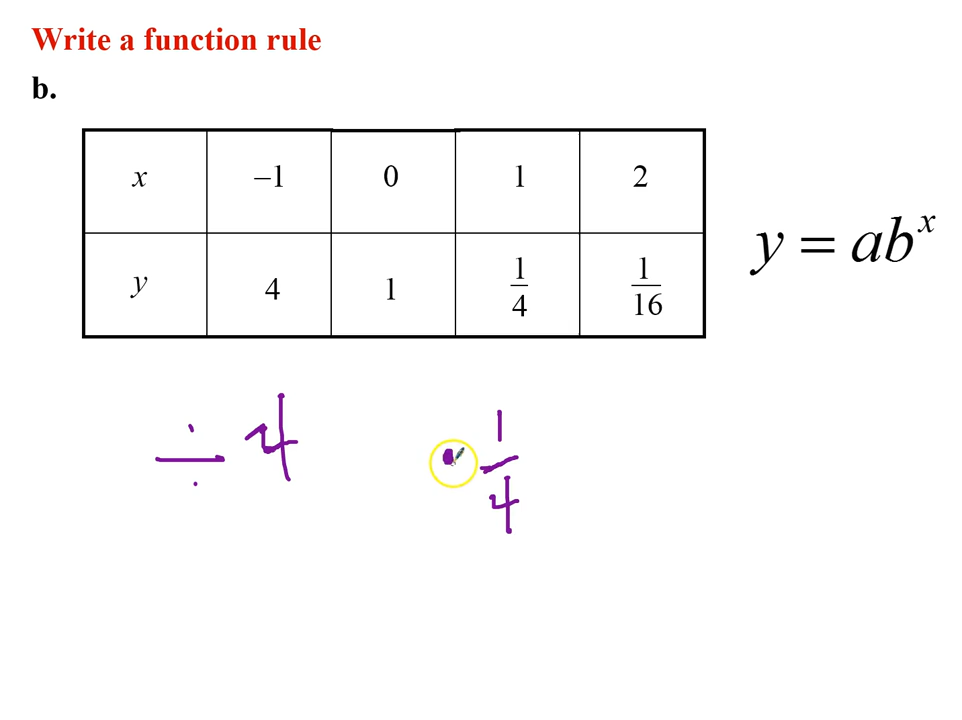 Write a function rule
b.
x –1 0 1 2
y 4 1 1/4 1/16
y = ab^x
÷ 4 • 1/4